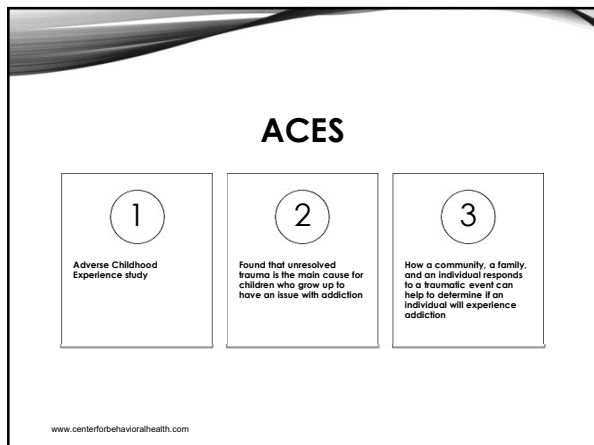 ACES
1
Adverse Childhood
Experience study
2
Found that unresolved
trauma is the main cause for
children who grow up to
have an issue with addiction
3
How a community, a family,
and an individual responds
to a traumatic event can
help to determine if an
individual will experience
addiction
www.centerforbehavioralhealth.com